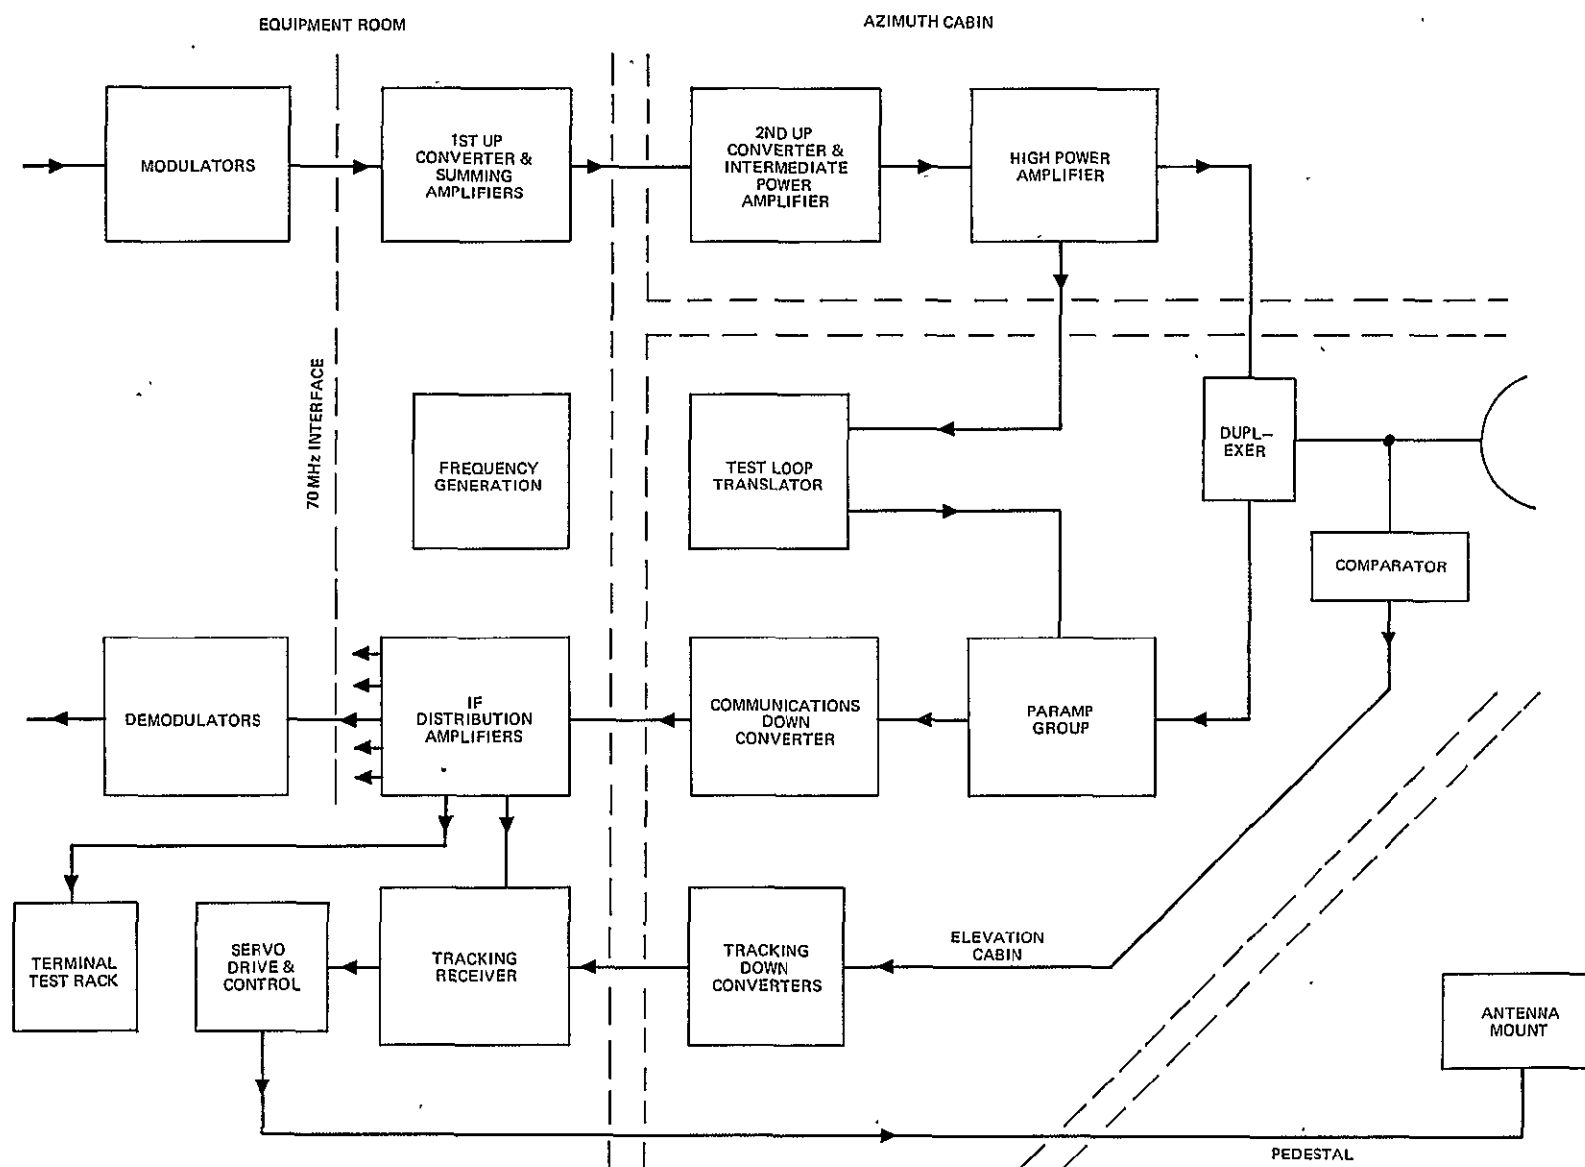 EQUIPMENT ROOM
AZIMUTH CABIN
MODULATORS
1ST UP
CONVERTER &
SUMMING
AMPLIFIERS
2ND UP
CONVERTER &
INTERMEDIATE
POWER
AMPLIFIER
HIGH POWER
AMPLIFIER
70 MHz INTERFACE
FREQUENCY
GENERATION
TEST LOOP
TRANSLATOR
DUPL–
EXER
COMPARATOR
DEMODULATORS
IF
DISTRIBUTION
AMPLIFIERS
COMMUNICATIONS
DOWN
CONVERTER
PARAMP
GROUP
TERMINAL
TEST RACK
SERVO
DRIVE &
CONTROL
TRACKING
RECEIVER
TRACKING
DOWN
CONVERTERS
ELEVATION
CABIN
ANTENNA
MOUNT
PEDESTAL